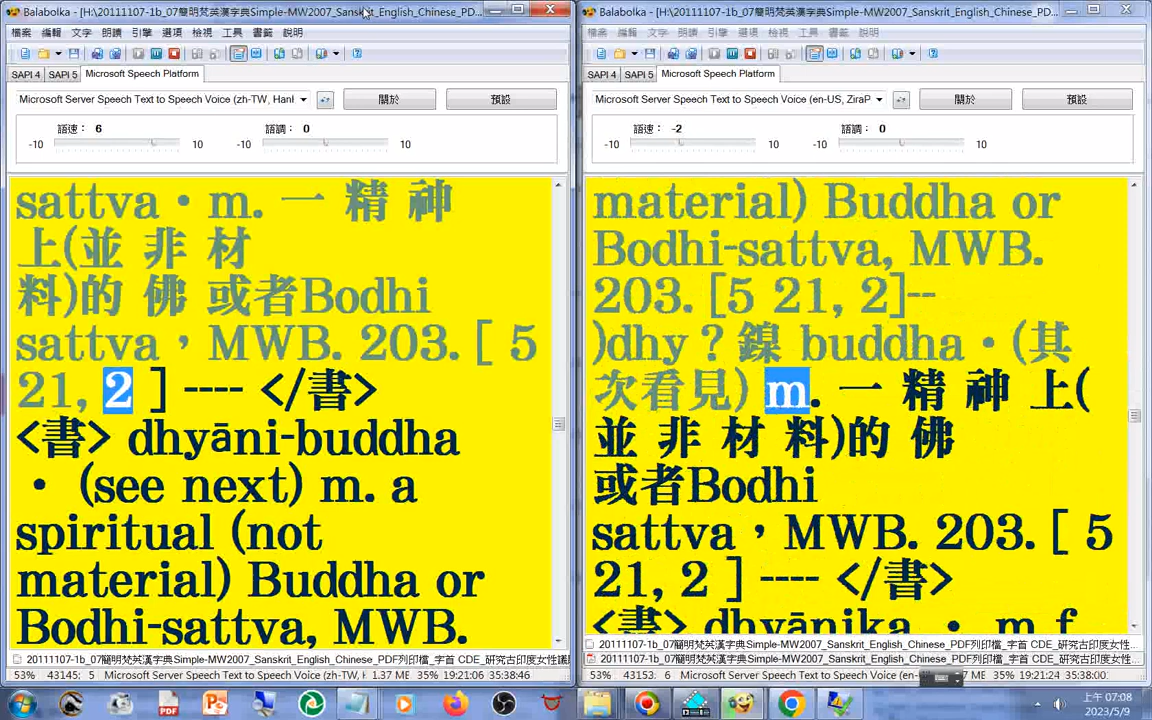 Balabolka - [H:\20111107-1b_07簡明梵英漢字典Simple-MW2007_Sanskrit_English_Chinese_PD...
檔案 編輯 文字 朗讀 引擎 選項 檢視 工具 書籤 說明
SAPI 4 SAPI 5 Microsoft Speech Platform
Microsoft Server Speech Text to Speech Voice (zh-TW, Hanl
關於 預設
語速： 6 語調： 0
-10 10 -10 10
sattva・m. 一 精 神
上(並 非 材
料)的 佛 或者Bodhi
sattva，MWB. 203. [ 5
21, 2 ] ---- </書>
<書> dhyāni-buddha
・ (see next) m. a
spiritual (not
material) Buddha or
Bodhi-sattva, MWB.
20111107-1b_07簡明梵英漢字典Simple-MW2007_Sanskrit_English_Chinese_PDF列印檔_字首 CDE_研究古印度女性議
53% 43145: 5 Microsoft Server Speech Text to Speech Voice (zh-TW, H 1.37 MB 35% 19:21:06 35:38:46
Balabolka - [H:\20111107-1b_07簡明梵英漢字典Simple-MW2007_Sanskrit_English_Chinese_PD...
檔案 編輯 文字 朗讀 引擎 選項 檢視 工具 書籤 說明
SAPI 4 SAPI 5 Microsoft Speech Platform
Microsoft Server Speech Text to Speech Voice (en-US, ZiraP
關於 預設
語速： -2 語調： 0
-10 10 -10 10
material) Buddha or
Bodhi-sattva, MWB.
203. [5 21, 2]--
)dhy？鎳 buddha・(其
次看見) m. 一 精 神 上(
並 非 材 料)的 佛
或者Bodhi
sattva，MWB. 203. [ 5
21, 2 ] ---- </書>
<書> dhyānika ・ m f
20111107-1b_07簡明梵英漢字典Simple-MW2007_Sanskrit_English_Chinese_PDF列印檔_字首 CDE_研究古印度女性
20111107-1b_07簡明梵英漢字典Simple-MW2007_Sanskrit_English_Chinese_PDF列印檔_字首 CDE_研究古印度女性
53% 43153: 6 Microsoft Server Speech Text to Speech Voice (en-U 35% 19:21:24 35:38:00
上午 07:08
2023/5/9